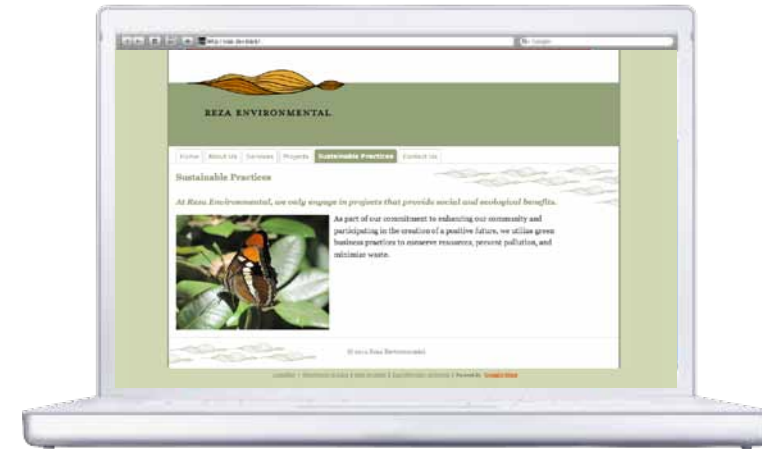 REZA ENVIRONMENTAL
Home About Us Services Projects Sustainable Practices Contact Us
Sustainable Practices
At Reza Environmental, we only engage in projects that provide social and ecological benefits.
As part of our commitment to enhancing our community and
participating in the creation of a positive future, we utilize green
business practices to conserve resources, prevent pollution, and
minimize waste.
Reza Environmental